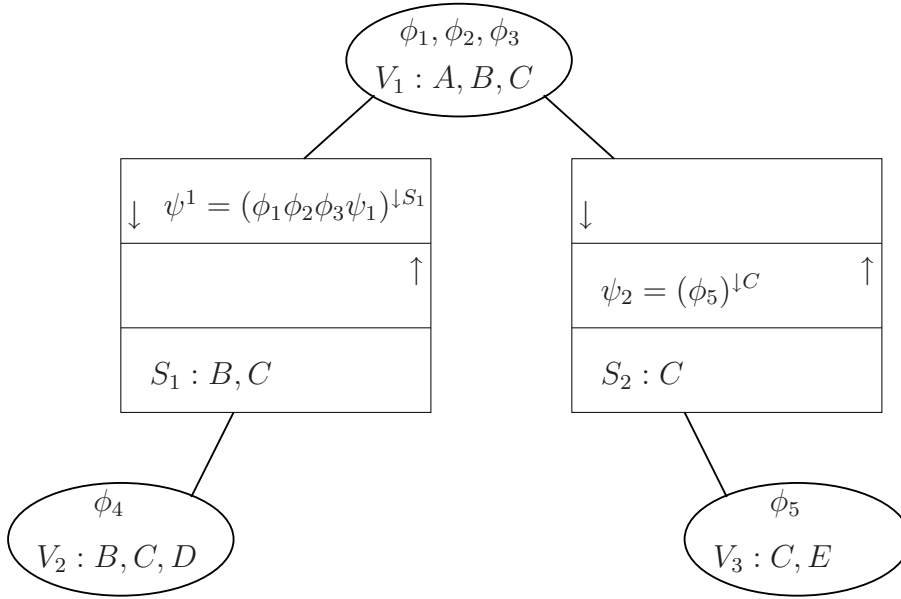 ϕ₁, ϕ₂, ϕ₃
V₁ : A, B, C
↓ ψ¹ = (ϕ₁ϕ₂ϕ₃ψ₁)^{↓S₁}
↑
S₁ : B, C
↓
ψ₂ = (ϕ₅)^{↓C} ↑
S₂ : C
ϕ₄
V₂ : B, C, D
ϕ₅
V₃ : C, E